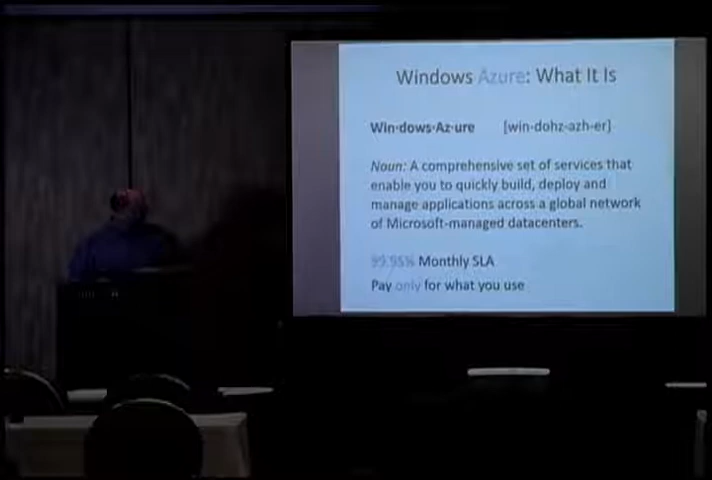 Windows Azure: What It Is
Win·dows·Az·ure [win-dohz-azh-er]
Noun: A comprehensive set of services that
enable you to quickly build, deploy and
manage applications across a global network
of Microsoft-managed datacenters.
99.95% Monthly SLA
Pay only for what you use